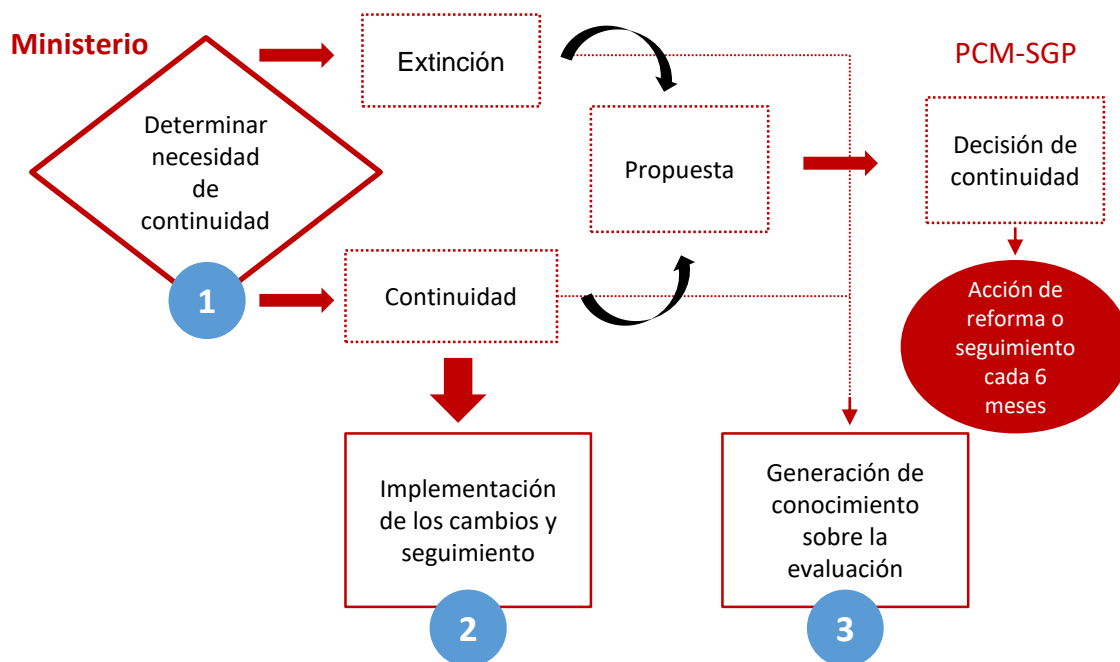 Ministerio
Extinción
PCM-SGP
Determinar
necesidad
de
continuidad
1
Propuesta
Decisión de
continuidad
Continuidad
Acción de
reforma o
seguimiento
cada 6
meses
Implementación
de los cambios y
seguimiento
2
Generación de
conocimiento
sobre la
evaluación
3